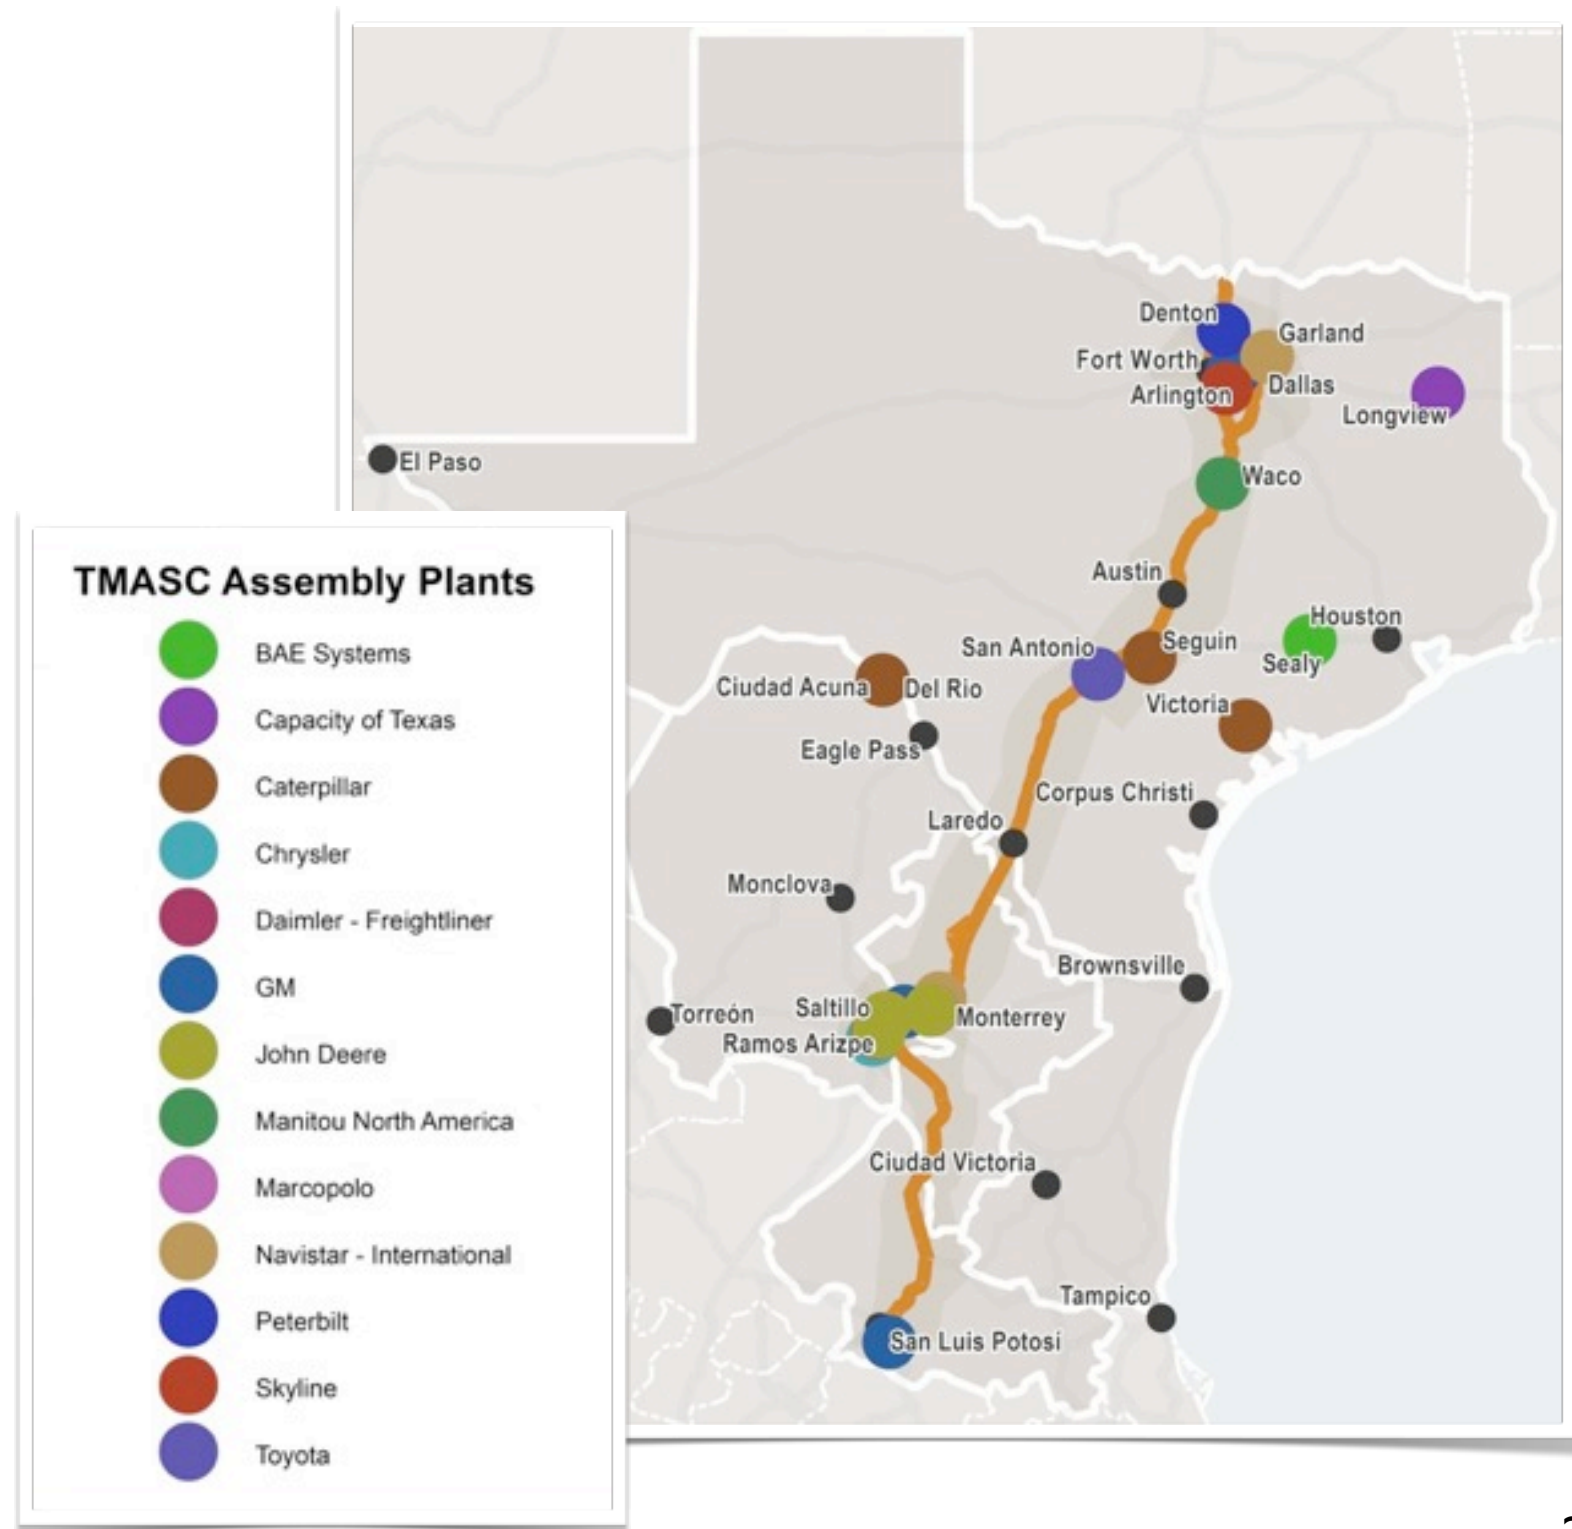 Denton
Garland
Fort Worth
Dallas
Arlington
Longview
El Paso
Waco
Austin
Houston
San Antonio
Seguin
Sealy
Ciudad Acuna
Del Rio
Victoria
Eagle Pass
Corpus Christi
Laredo
Monclova
Brownsville
Saltillo
Torreón
Monterrey
Ramos Arizpe
Ciudad Victoria
Tampico
San Luis Potosi
TMASC Assembly Plants
BAE Systems
Capacity of Texas
Caterpillar
Chrysler
Daimler - Freightliner
GM
John Deere
Manitou North America
Marcopolo
Navistar - International
Peterbilt
Skyline
Toyota